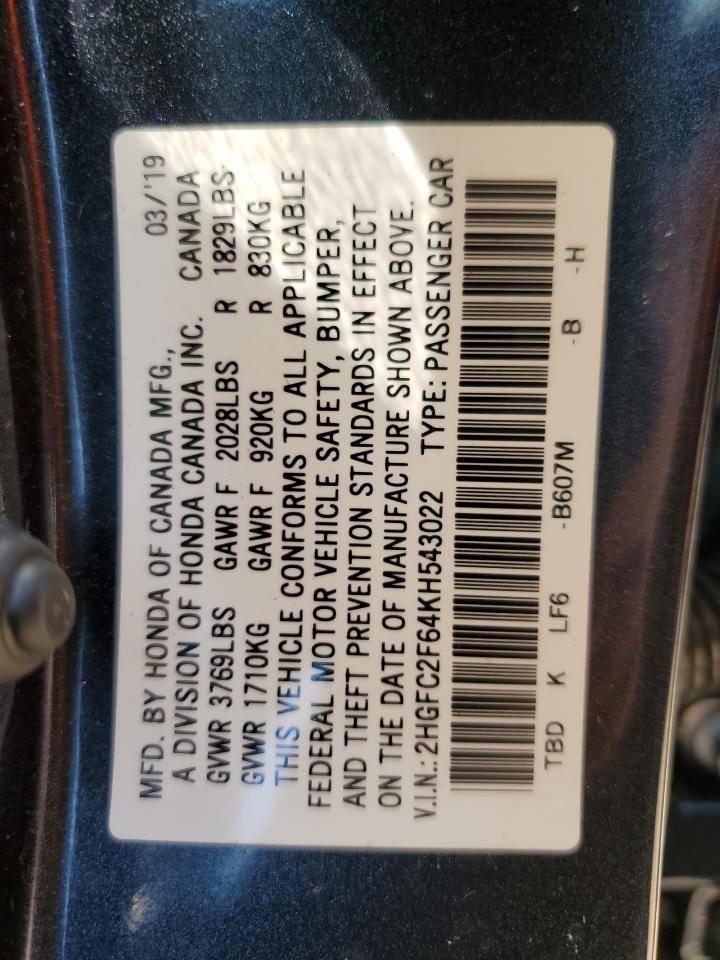 MFD. BY HONDA OF CANADA MFG., 03/'19
A DIVISION OF HONDA CANADA INC. CANADA
GVWR 3769LBS GAWR F 2028LBS R 1829LBS
GVWR 1710KG GAWR F 920KG R 830KG
THIS VEHICLE CONFORMS TO ALL APPLICABLE
FEDERAL MOTOR VEHICLE SAFETY, BUMPER,
AND THEFT PREVENTION STANDARDS IN EFFECT
ON THE DATE OF MANUFACTURE SHOWN ABOVE.
V.I.N.: 2HGFC2F64KH543022 TYPE: PASSENGER CAR
TBD K LF6 -B607M -B -H